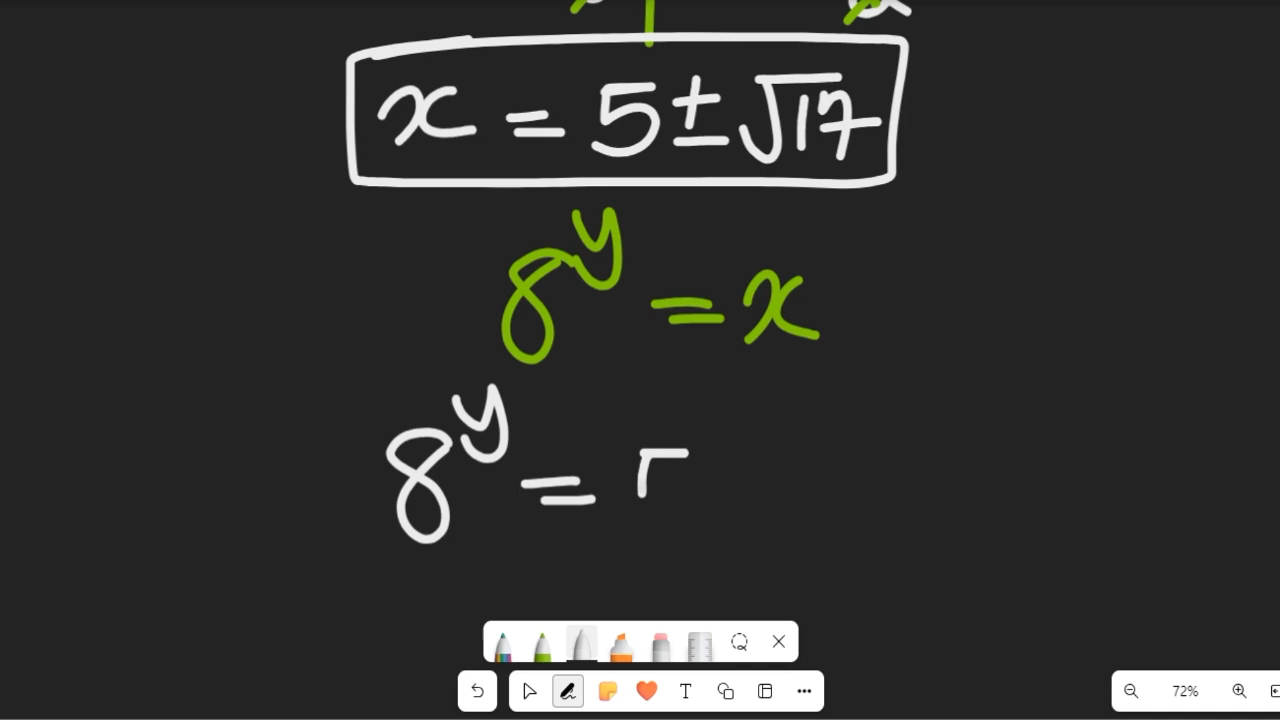 x = 5 ± √17
8^y = x
8^y =
T
72%